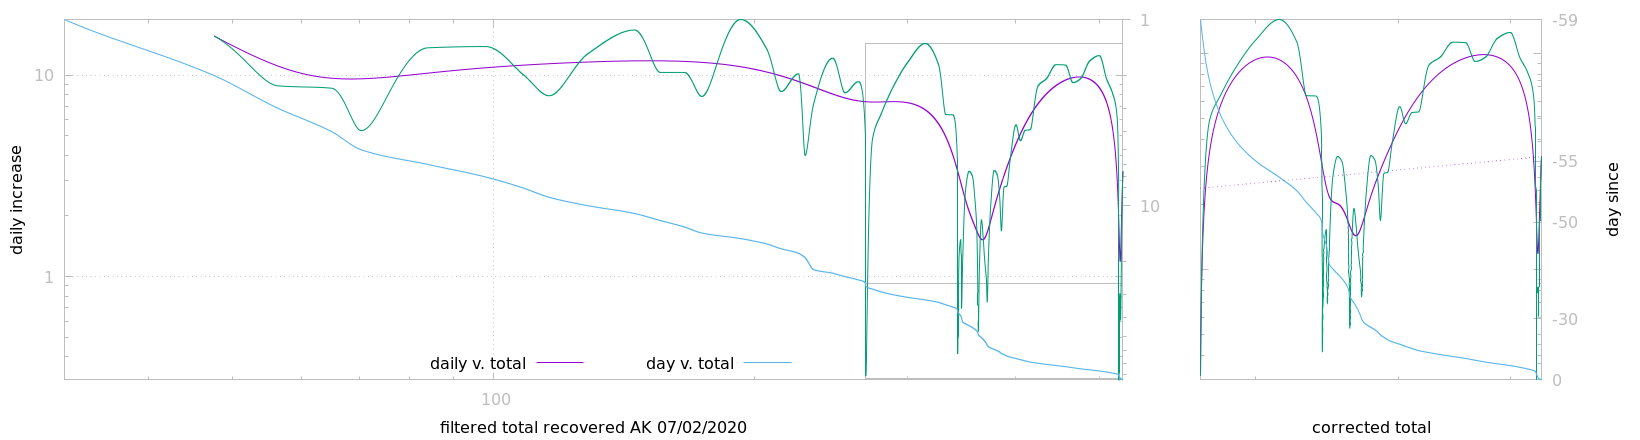 daily increase
10
1
100
daily v. total
day v. total
filtered total recovered AK 07/02/2020
1
10
-59
-55
-50
-30
0
day since
corrected total